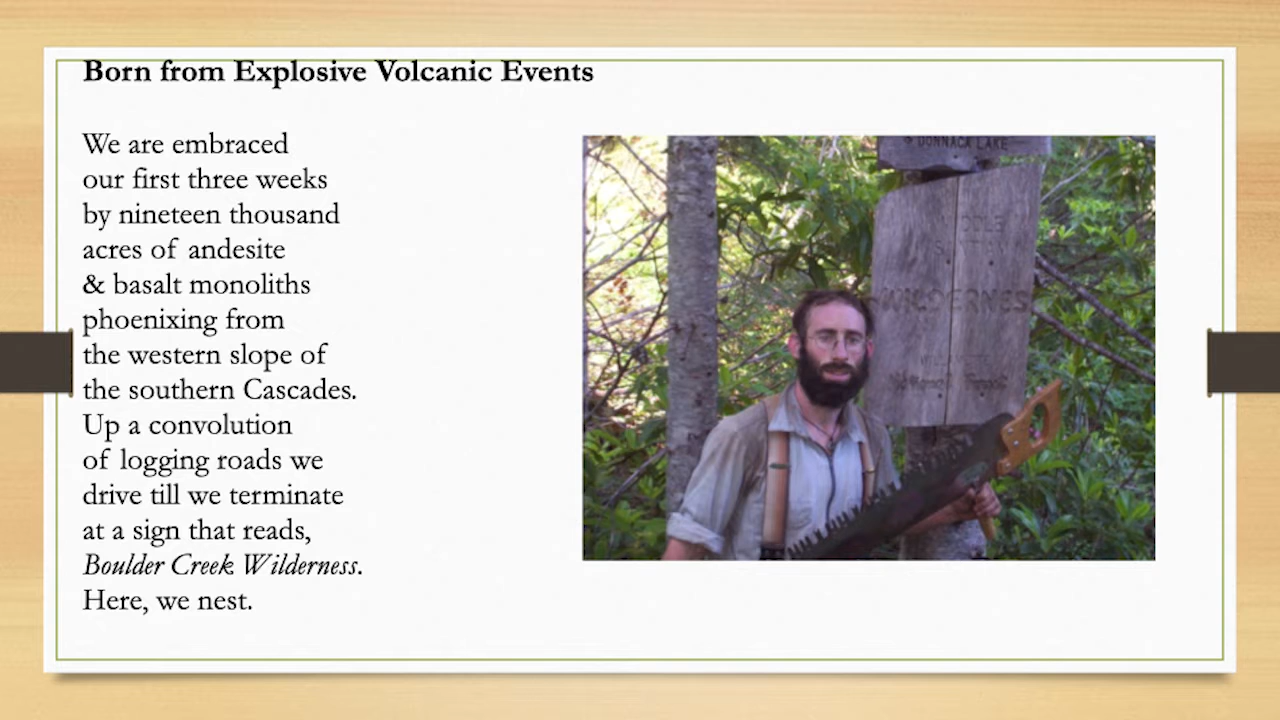 Born from Explosive Volcanic Events
We are embraced
our first three weeks
by nineteen thousand
acres of andesite
& basalt monoliths
phoenixing from
the western slope of
the southern Cascades.
Up a convolution
of logging roads we
drive till we terminate
at a sign that reads,
Boulder Creek Wilderness.
Here, we nest.
LAKE
WILDERNES